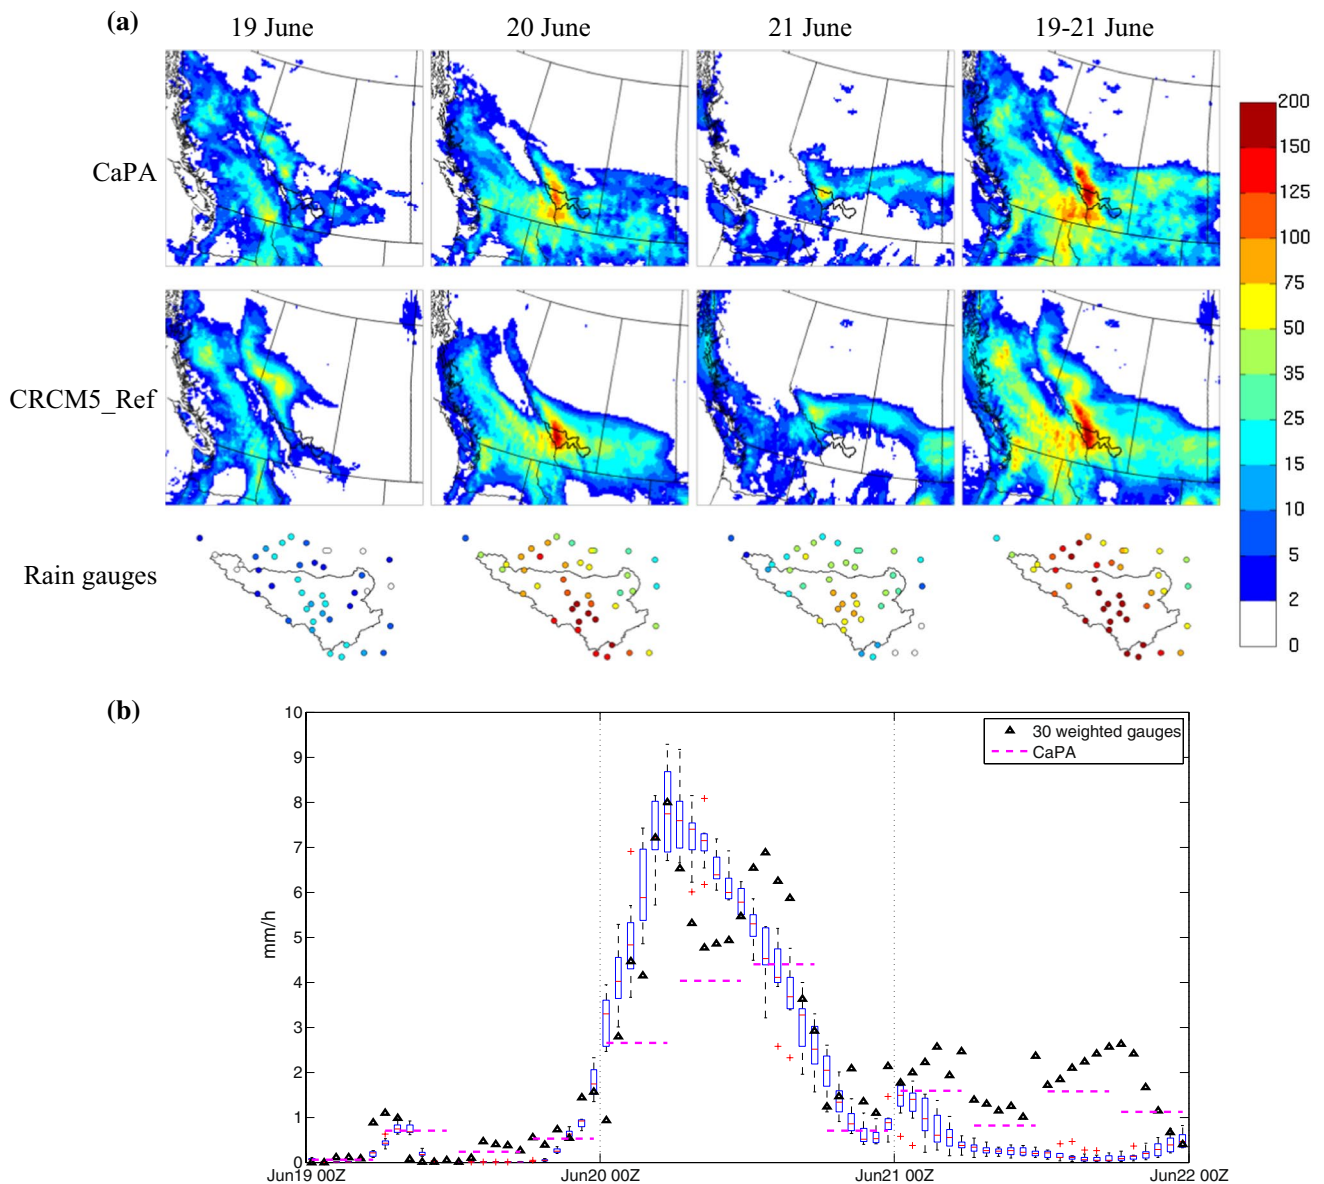 (a)
19 June
20 June
21 June
19-21 June
CaPA
CRCM5_Ref
Rain gauges
200
150
125
100
75
50
35
25
15
10
5
2
0
(b)
10
9
8
7
6
5
4
3
2
1
0
mm/h
30 weighted gauges
CaPA
Jun19 00Z
Jun20 00Z
Jun21 00Z
Jun22 00Z